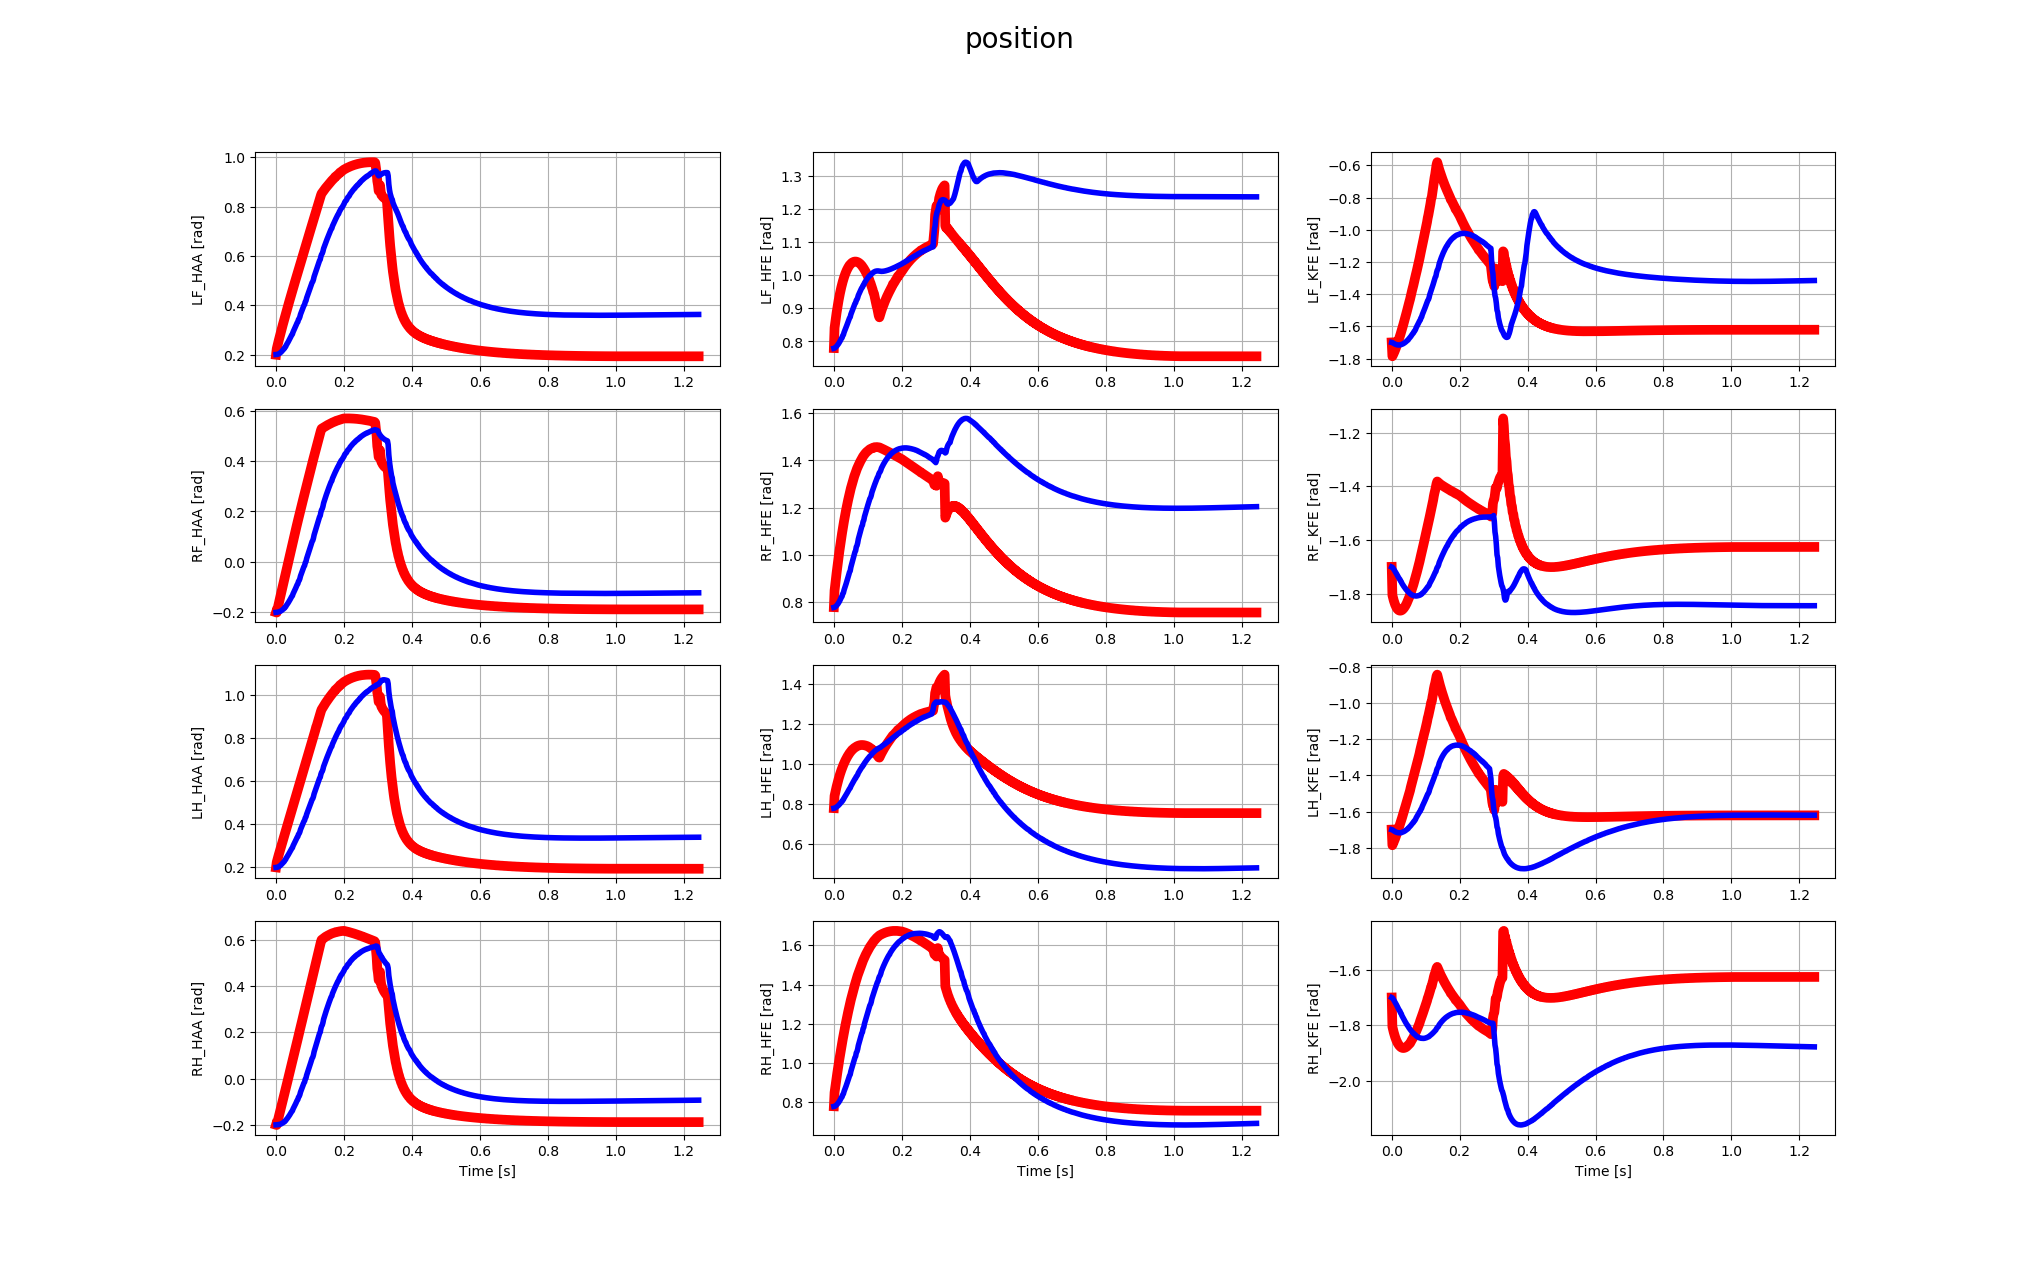 position
LF_HAA [rad]
1.0
0.8
0.6
0.4
0.2
0.0 0.2 0.4 0.6 0.8 1.0 1.2
LF_HFE [rad]
1.3
1.2
1.1
1.0
0.9
0.8
0.0 0.2 0.4 0.6 0.8 1.0 1.2
LF_KFE [rad]
−0.6
−0.8
−1.0
−1.2
−1.4
−1.6
−1.8
0.0 0.2 0.4 0.6 0.8 1.0 1.2
RF_HAA [rad]
0.6
0.4
0.2
0.0
−0.2
0.0 0.2 0.4 0.6 0.8 1.0 1.2
RF_HFE [rad]
1.6
1.4
1.2
1.0
0.8
0.0 0.2 0.4 0.6 0.8 1.0 1.2
RF_KFE [rad]
−1.2
−1.4
−1.6
−1.8
0.0 0.2 0.4 0.6 0.8 1.0 1.2
LH_HAA [rad]
1.0
0.8
0.6
0.4
0.2
0.0 0.2 0.4 0.6 0.8 1.0 1.2
LH_HFE [rad]
1.4
1.2
1.0
0.8
0.6
0.0 0.2 0.4 0.6 0.8 1.0 1.2
LH_KFE [rad]
−0.8
−1.0
−1.2
−1.4
−1.6
−1.8
0.0 0.2 0.4 0.6 0.8 1.0 1.2
RH_HAA [rad]
0.6
0.4
0.2
0.0
−0.2
0.0 0.2 0.4 0.6 0.8 1.0 1.2
Time [s]
RH_HFE [rad]
1.6
1.4
1.2
1.0
0.8
0.0 0.2 0.4 0.6 0.8 1.0 1.2
Time [s]
RH_KFE [rad]
−1.6
−1.8
−2.0
0.0 0.2 0.4 0.6 0.8 1.0 1.2
Time [s]